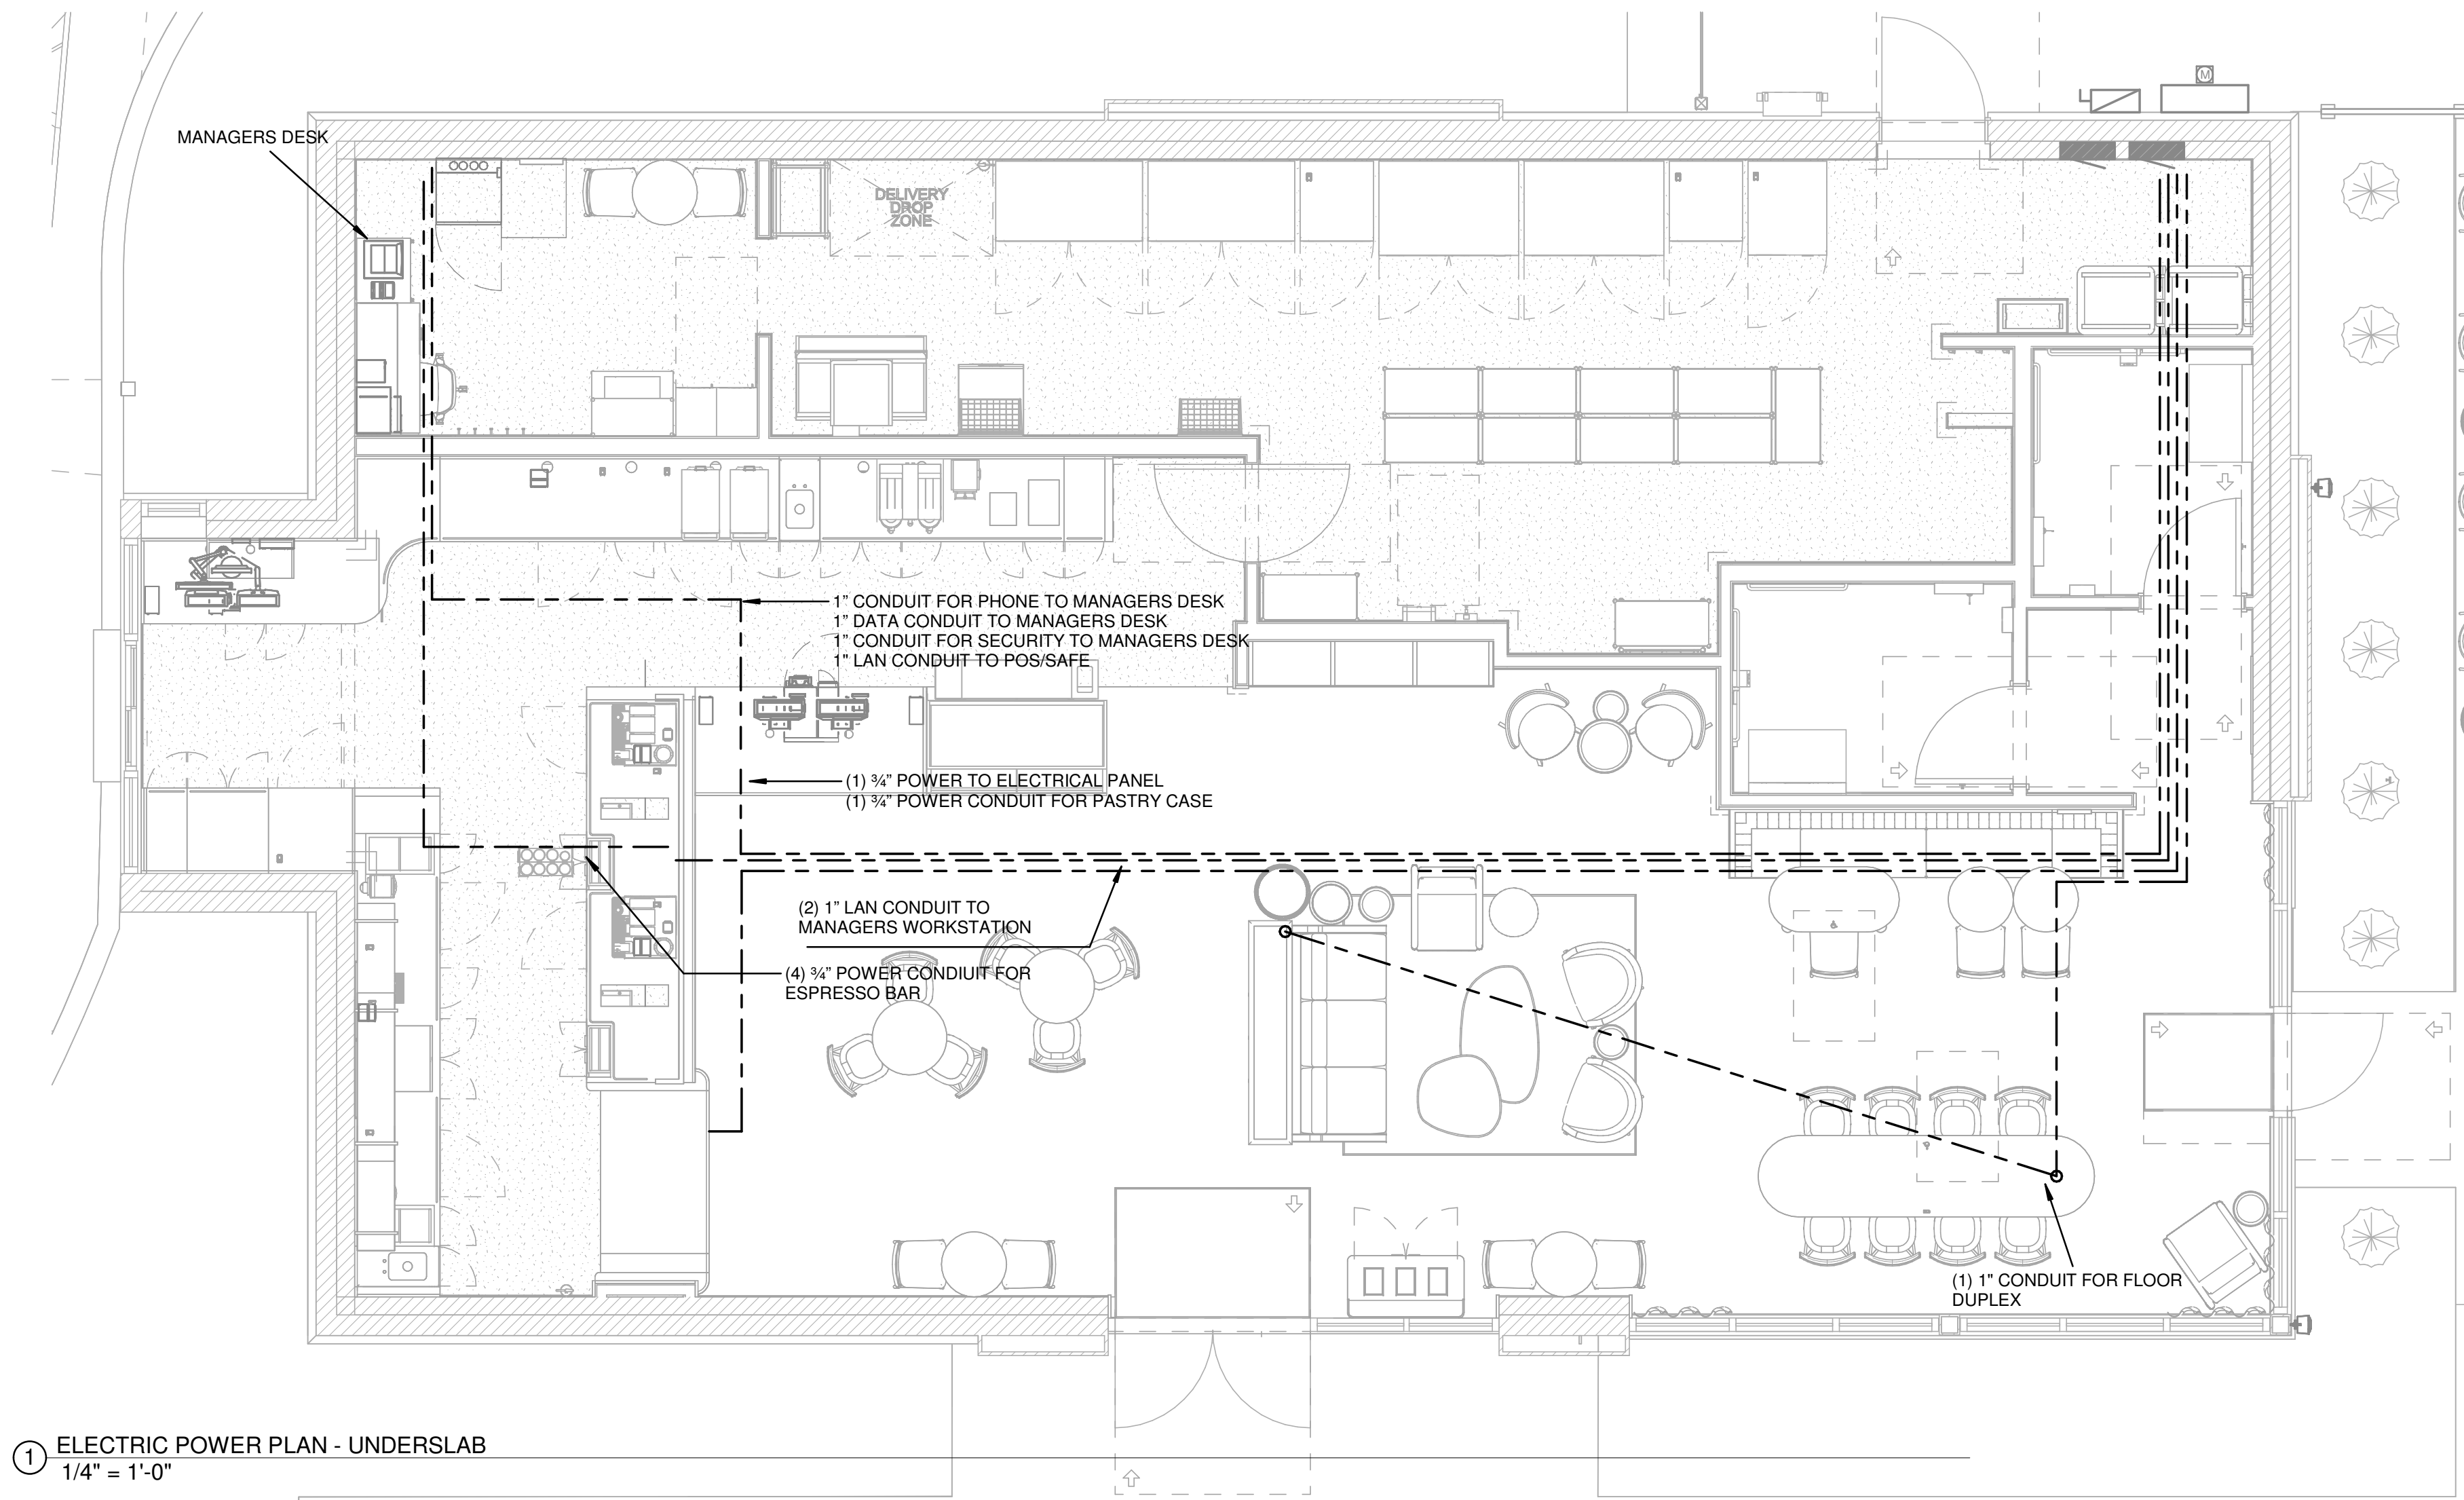 M
MANAGERS DESK
DELIVERY
DROP
ZONE
1” CONDUIT FOR PHONE TO MANAGERS DESK
1” DATA CONDUIT TO MANAGERS DESK
1” CONDUIT FOR SECURITY TO MANAGERS DESK
1" LAN CONDUIT TO POS/SAFE
(1) ¾” POWER TO ELECTRICAL PANEL
(1) ¾” POWER CONDUIT FOR PASTRY CASE
(2) 1” LAN CONDUIT TO
MANAGERS WORKSTATION
(4) ¾” POWER CONDIUIT FOR
ESPRESSO BAR
(1) 1" CONDUIT FOR FLOOR
DUPLEX
1
ELECTRIC POWER PLAN - UNDERSLAB
1/4" = 1'-0"